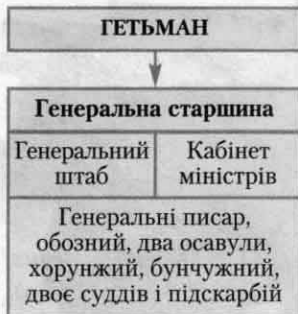 ГЕТЬМАН
Генеральна старшина
Генеральний
штаб
Кабінет
міністрів
Генеральні писар,
обозний, два осавули,
хорунжий, бунчужний,
двоє суддів і підскарбій